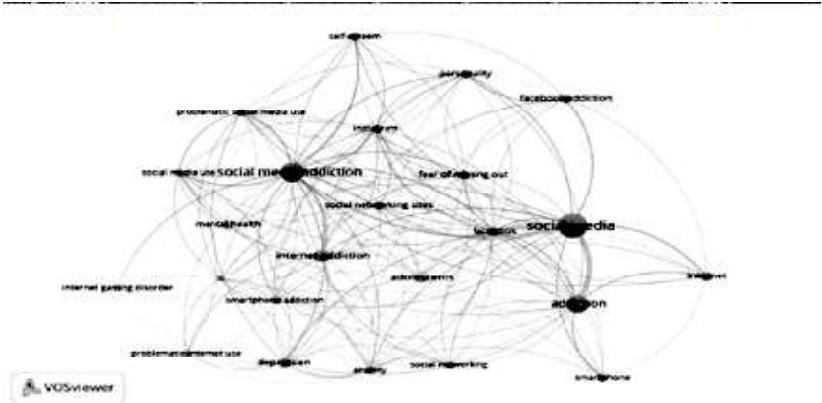 self-esteem
personality
facebook addiction
problematic social media use
instagram
social media use
social media addiction
fear of missing out
social networking sites
mental health
facebook
social media
internet addiction
adolescents
internet
internet gaming disorder
smartphone addiction
addiction
problematic internet use
depression
anxiety
social networking
smartphone
VOSviewer